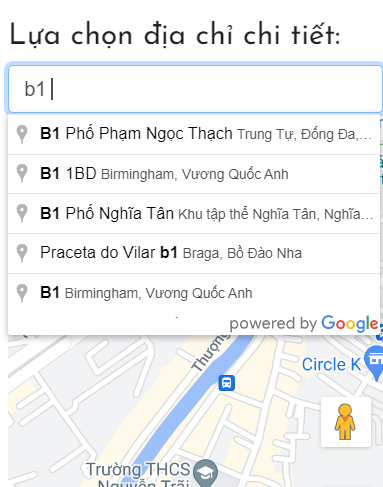 Lựa chọn địa chỉ chi tiết:
b1
B1 Phố Phạm Ngọc Thạch Trung Tự, Đống Đa,...
B1 1BD Birmingham, Vương Quốc Anh
B1 Phố Nghĩa Tân Khu tập thể Nghĩa Tân, Nghĩa...
Praceta do Vilar b1 Braga, Bồ Đào Nha
B1 Birmingham, Vương Quốc Anh
powered by Google
Thượng
Circle K
Trường THCS
Nguyễn Trãi